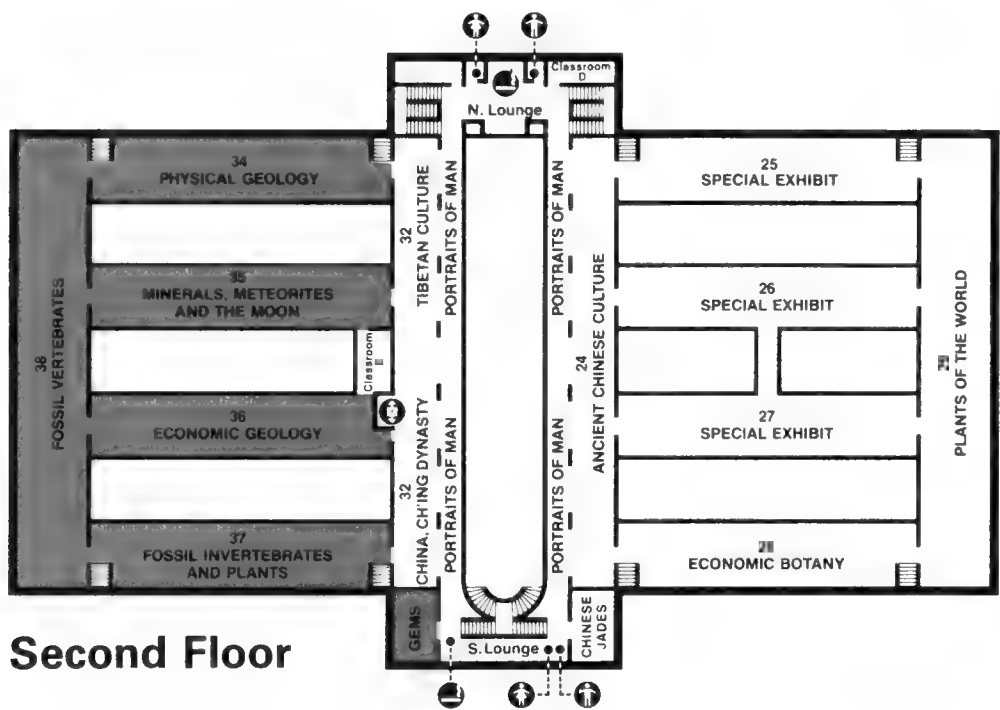 Classroom
D
N. Lounge
34
PHYSICAL GEOLOGY
32
TIBETAN CULTURE
PORTRAITS OF MAN
PORTRAITS OF MAN
25
SPECIAL EXHIBIT
35
MINERALS, METEORITES
AND THE MOON
26
SPECIAL EXHIBIT
38
FOSSIL VERTEBRATES
Classroom
24
ANCIENT CHINESE CULTURE
PLANTS OF THE WORLD
36
ECONOMIC GEOLOGY
32
CHINA, CH'ING DYNASTY
PORTRAITS OF MAN
PORTRAITS OF MAN
27
SPECIAL EXHIBIT
37
FOSSIL INVERTEBRATES
AND PLANTS
ECONOMIC BOTANY
GEMS
S. Lounge
CHINESE
JADES
Second Floor